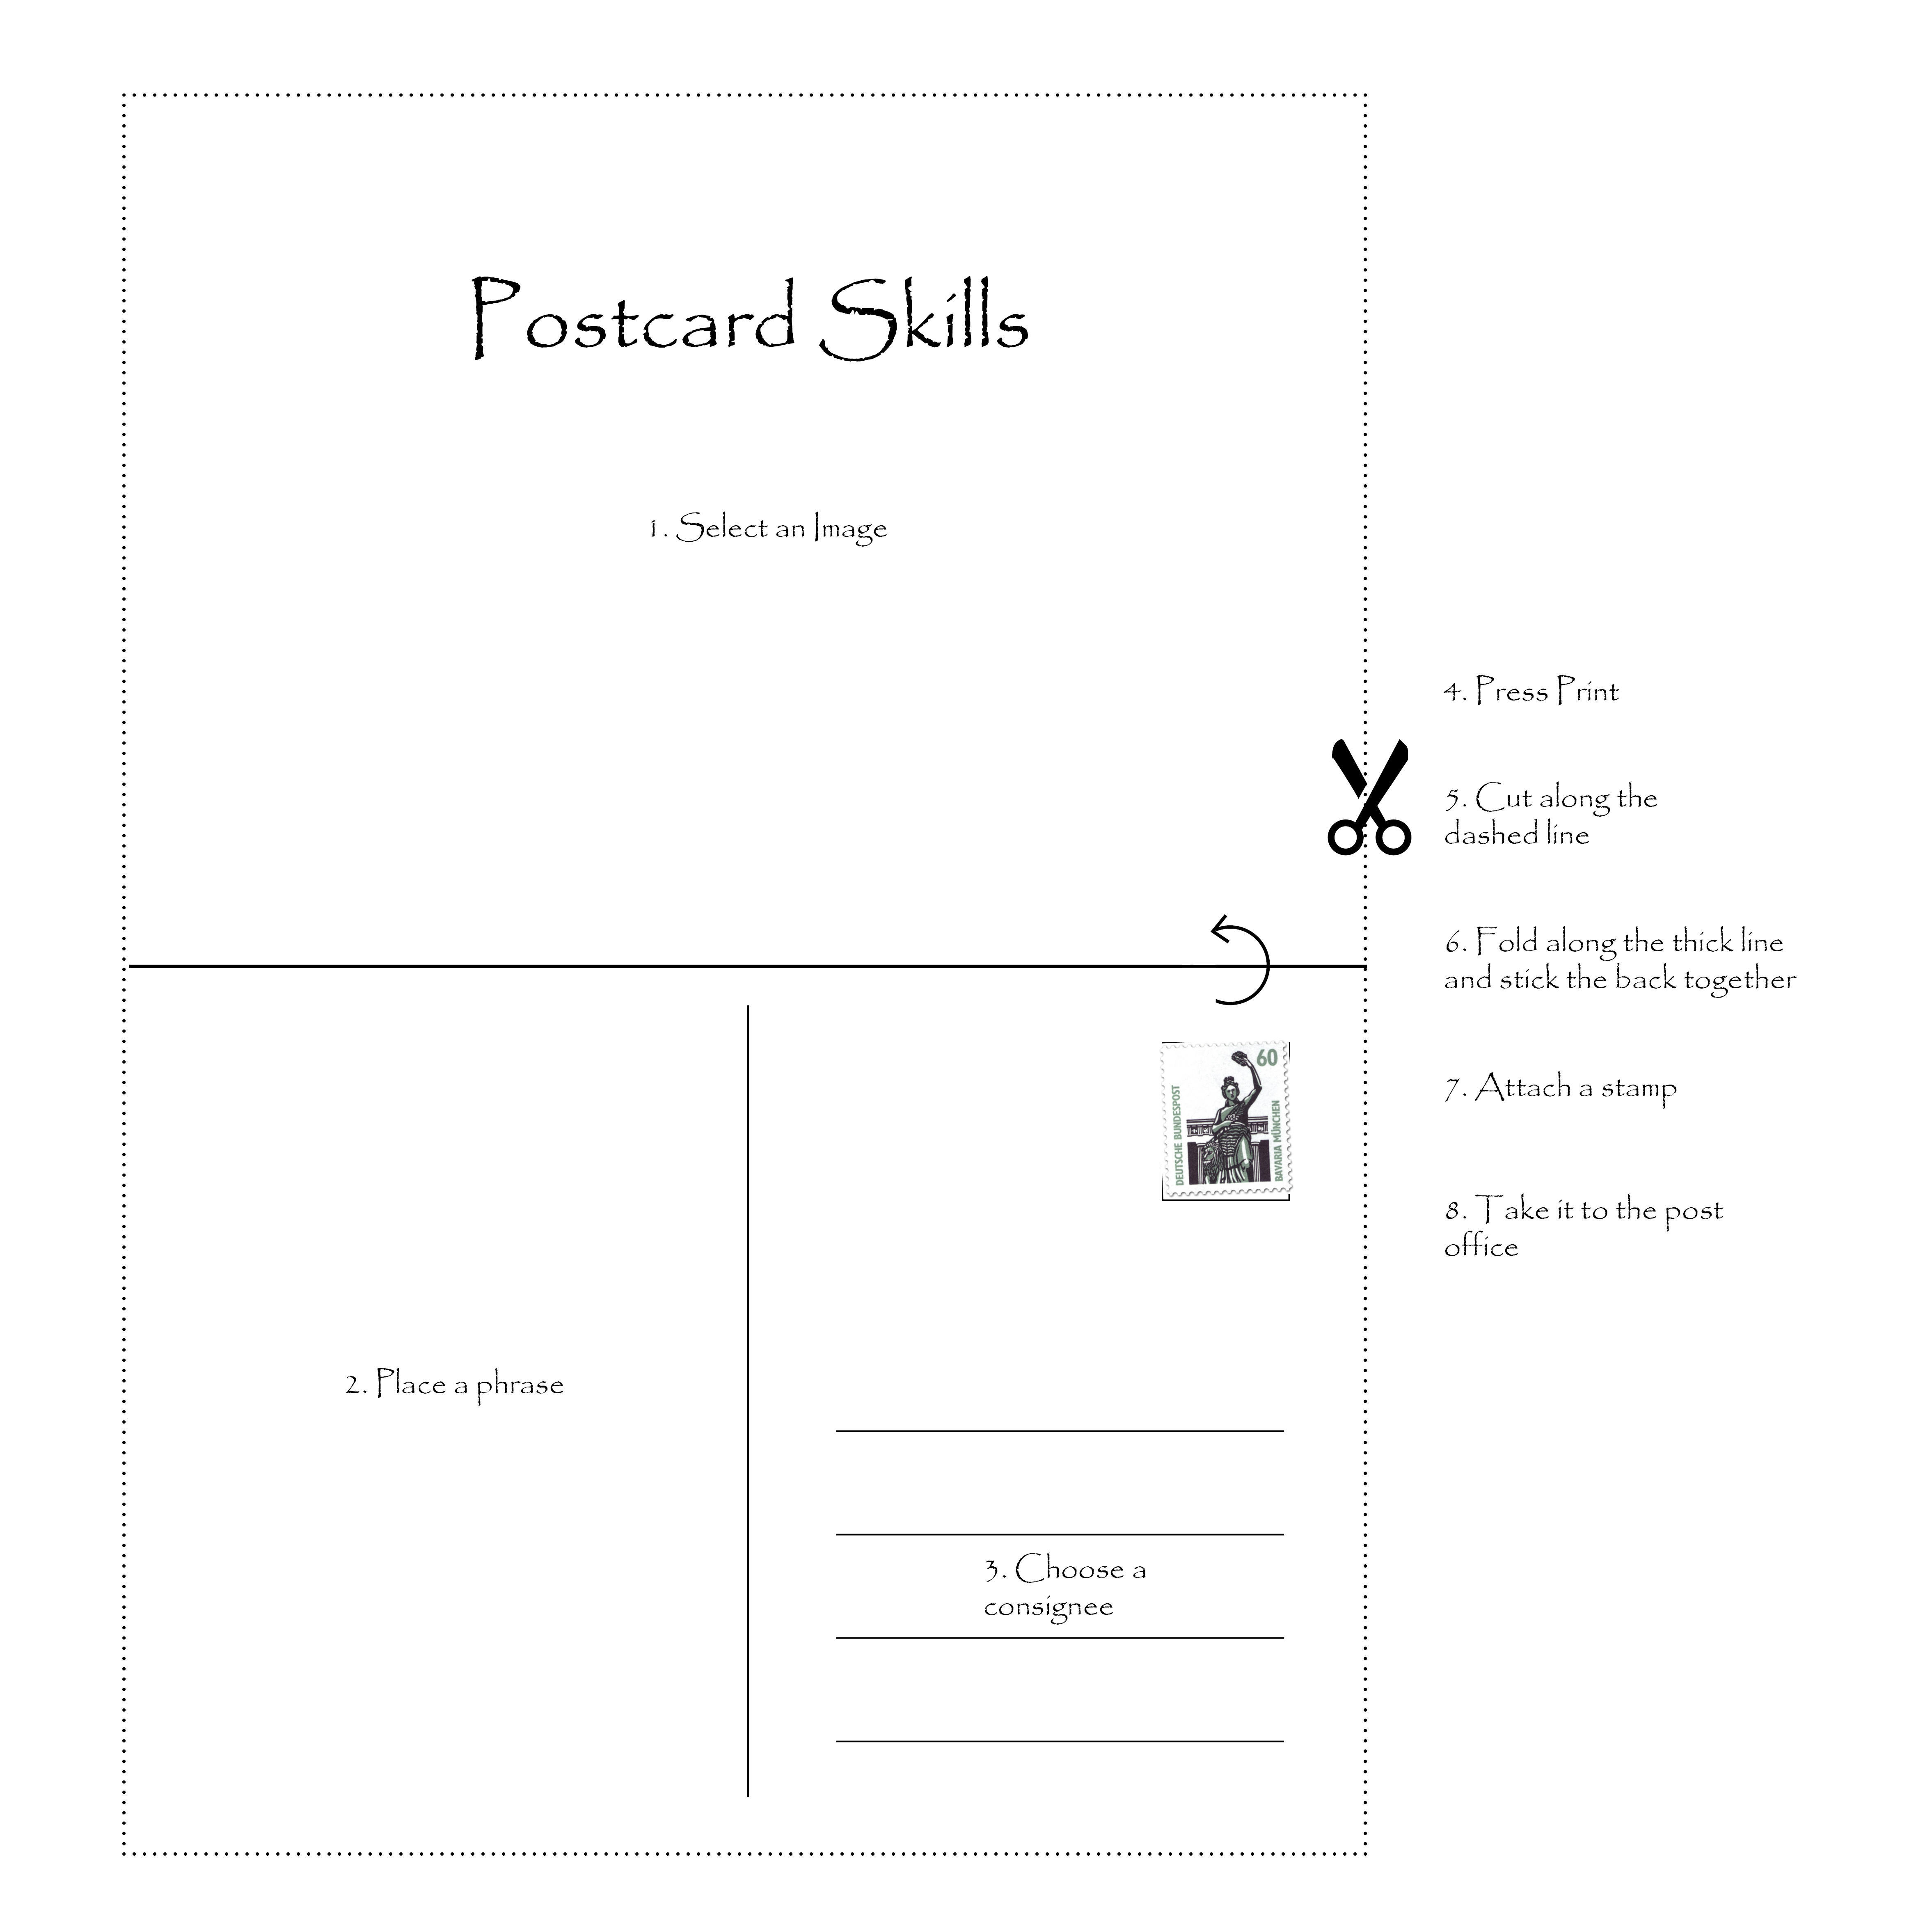 Postcard Skills
1. Select an Image
4. Press Print
5. Cut along the
dashed line
6. Fold along the thick line
and stick the back together
60
DEUTSCHE BUNDESPOST
BAVARIA MÜNCHEN
7. Attach a stamp
8. Take it to the post
office
2. Place a phrase
3. Choose a
consignee